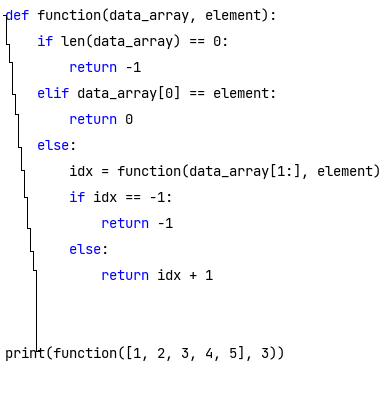 def function(data_array, element):
    if len(data_array) == 0:
        return -1
    elif data_array[0] == element:
        return 0
    else:
        idx = function(data_array[1:], element)
        if idx == -1:
            return -1
        else:
            return idx + 1
print(function([1, 2, 3, 4, 5], 3))